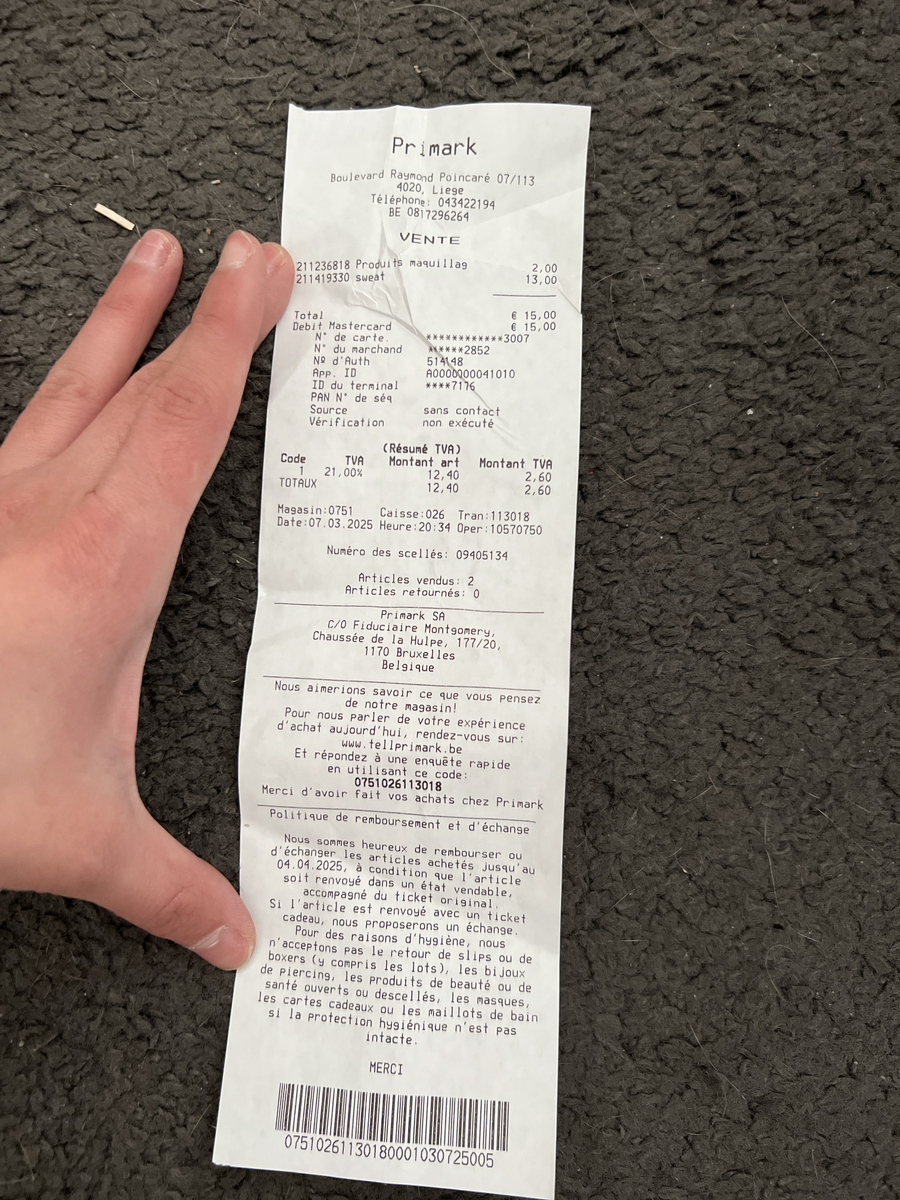 Primark
Boulevard Raymond Poincaré 07/113
4020, Liege
Téléphone: 043422194
BE 0817296264
VENTE
211236818 Produits maquillag 2,00
211419330 sweat 13,00
Total € 15,00
Debit Mastercard € 15,00
N° de carte. ************3007
N° du marchand ******2852
Nº d'Auth 514148
App. ID A0000000041010
ID du terminal ****7176
PAN N° de séq
Source sans contact
Vérification non exécuté
(Résumé TVA)
Code TVA Montant art Montant TVA
1 21,00% 12,40 2,60
TOTAUX 12,40 2,60
Magasin:0751 Caisse:026 Tran:113018
Date:07.03.2025 Heure:20:34 Oper:10570750
Numéro des scellés: 09405134
Articles vendus: 2
Articles retournés: 0
Primark SA
C/O Fiduciaire Montgomery,
Chaussée de la Hulpe, 177/20,
1170 Bruxelles
Belgique
Nous aimerions savoir ce que vous pensez
de notre magasin!
Pour nous parler de votre expérience
d'achat aujourd'hui, rendez-vous sur:
www.tellprimark.be
Et répondez à une enquête rapide
en utilisant ce code:
0751026113018
Merci d'avoir fait vos achats chez Primark
Politique de remboursement et d'échange
Nous sommes heureux de rembourser ou
d'échanger les articles achetés jusqu'au
04.04.2025, à condition que l'article
soit renvoyé dans un état vendable,
accompagné du ticket original.
Si l'article est renvoyé avec un ticket
cadeau, nous proposerons un échange.
Pour des raisons d'hygiène, nous
n'acceptons pas le retour de slips ou de
boxers (y compris les lots), les bijoux
de piercing, les produits de beauté ou de
santé ouverts ou descellés, les masques,
les cartes cadeaux ou les maillots de bain
si la protection hygiénique n'est pas
intacte.
MERCI
07510261130180001030725005